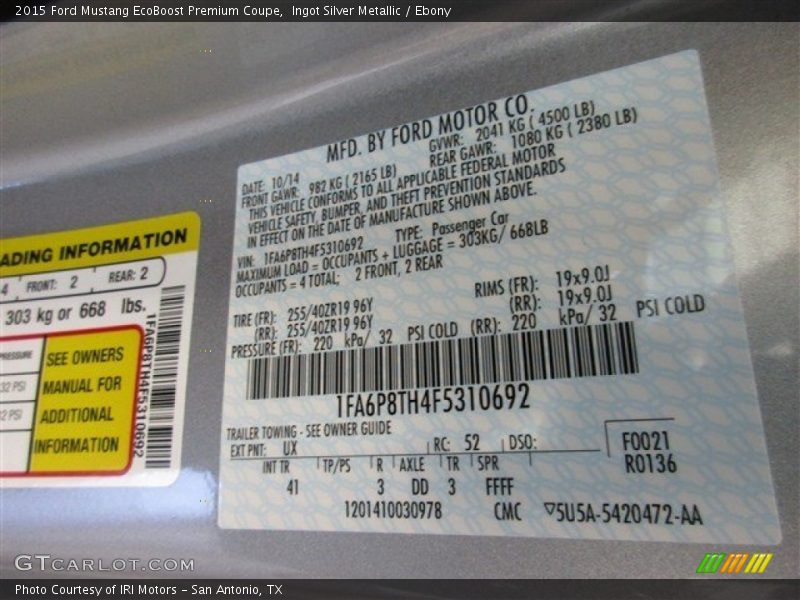 2015 Ford Mustang EcoBoost Premium Coupe, Ingot Silver Metallic / Ebony
MFD. BY FORD MOTOR CO.
DATE: 10/14 GVWR: 2041 KG ( 4500 LB)
FRONT GAWR: 982 KG ( 2165 LB) REAR GAWR: 1080 KG ( 2380 LB)
THIS VEHICLE CONFORMS TO ALL APPLICABLE FEDERAL MOTOR
VEHICLE SAFETY, BUMPER, AND THEFT PREVENTION STANDARDS
IN EFFECT ON THE DATE OF MANUFACTURE SHOWN ABOVE.
VIN: 1FA6P8TH4F5310692 TYPE: Passenger Car
MAXIMUM LOAD = OCCUPANTS + LUGGAGE = 303KG/ 668LB
OCCUPANTS = 4 TOTAL; 2 FRONT, 2 REAR
TIRE (FR): 255/40ZR19 96Y RIMS (FR): 19x9.0J
(RR): 255/40ZR19 96Y (RR): 19x9.0J
PRESSURE (FR): 220 kPa/ 32 PSI COLD (RR): 220 kPa/ 32 PSI COLD
1FA6P8TH4F5310692
TRAILER TOWING - SEE OWNER GUIDE
EXT PNT: UX RC: 52 DSO: F0021
R0136
INT TR TP/PS R AXLE TR SPR
41 3 DD 3 FFFF
1201410030978 CMC 5U5A-5420472-AA
ADING INFORMATION
4 FRONT: 2 REAR: 2
303 kg or 668 lbs.
PRESSURE
32 PSI
2 PSI
SEE OWNERS
MANUAL FOR
ADDITIONAL
INFORMATION
1FA6P8TH4F5310692
GTCARLOT.COM
Photo Courtesy of IRI Motors – San Antonio, TX